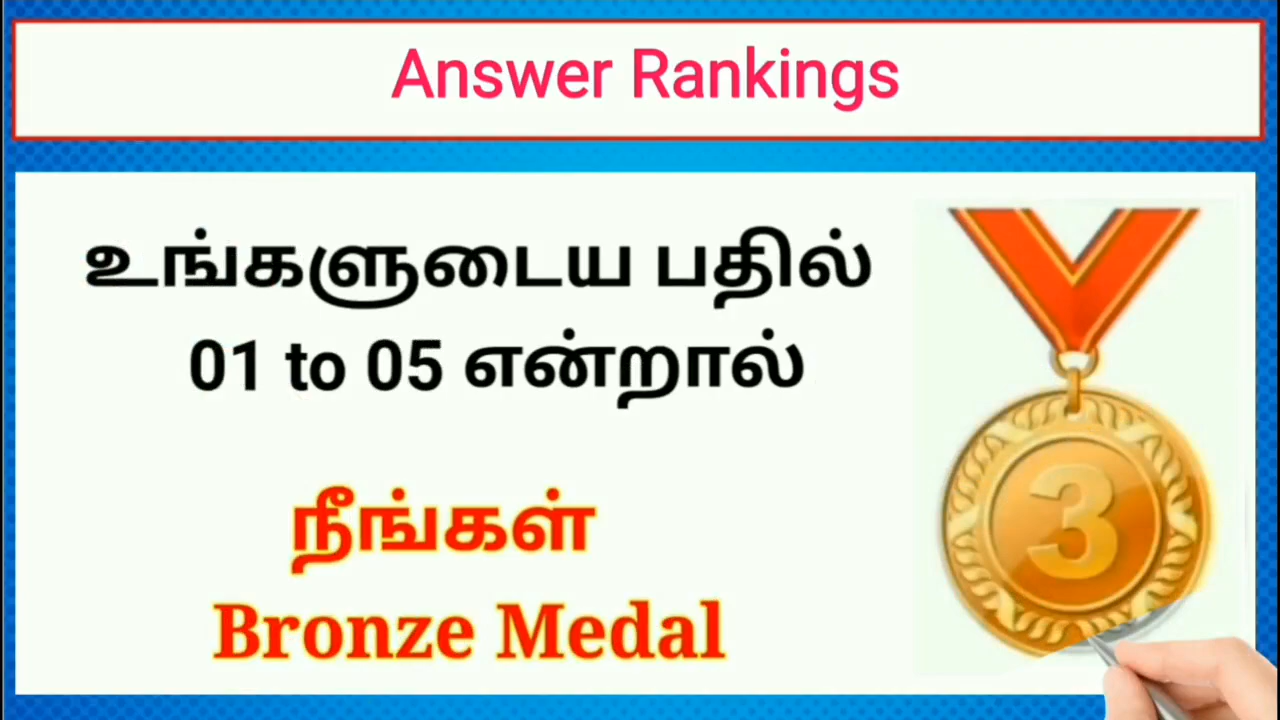 Answer Rankings
உங்களுடைய பதில்
01 to 05 என்றால்
நீங்கள்
Bronze Medal
3